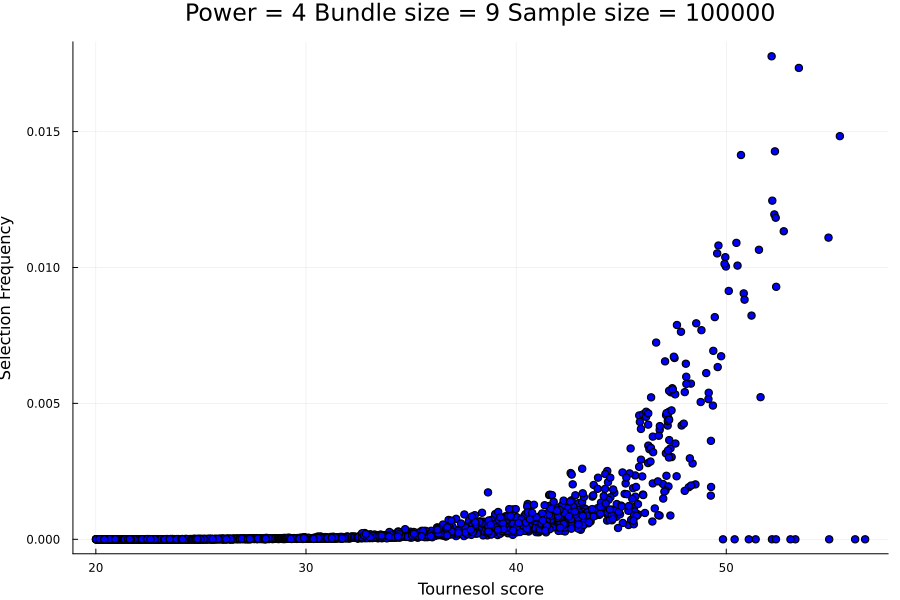 Power = 4 Bundle size = 9 Sample size = 100000
Selection Frequency
0.015
0.010
0.005
0.000
20
30
40
50
Tournesol score